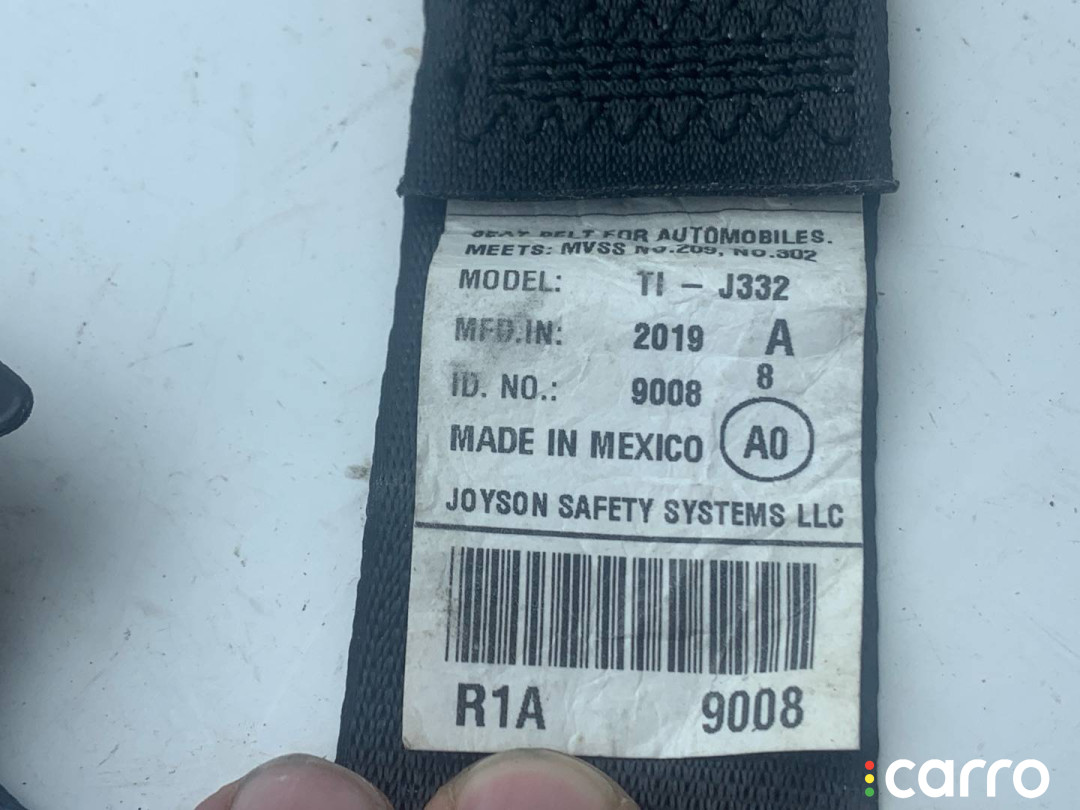 SEAT BELT FOR AUTOMOBILES.
MEETS: MVSS NO.209, NO.302
MODEL: TI - J332
MFD.IN: 2019 A
8
ID. NO.: 9008
MADE IN MEXICO A0
JOYSON SAFETY SYSTEMS LLC
R1A 9008
carro